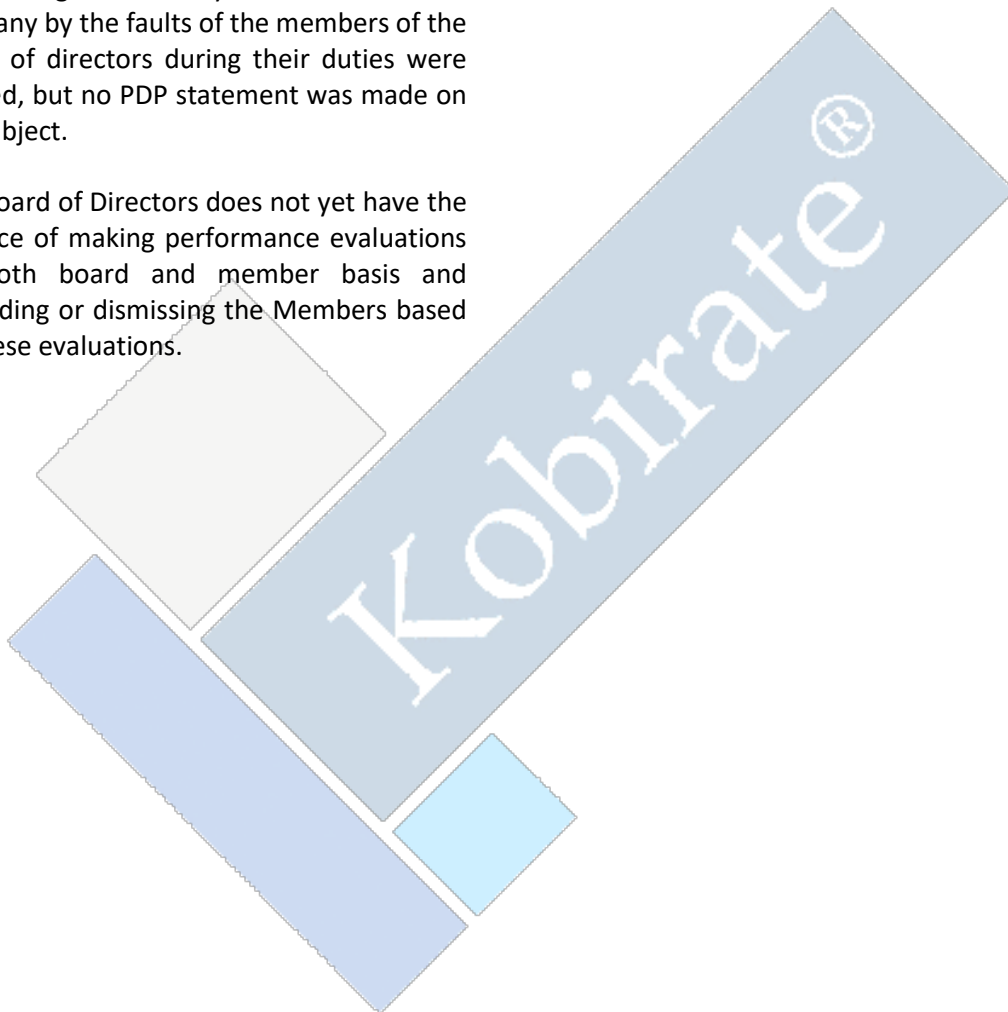 any by the faults of the members of the
of directors during their duties were
ed, but no PDP statement was made on
bject.
oard of Directors does not yet have the
ce of making performance evaluations
oth board and member basis and
ding or dismissing the Members based
ese evaluations.
Kobirate ®